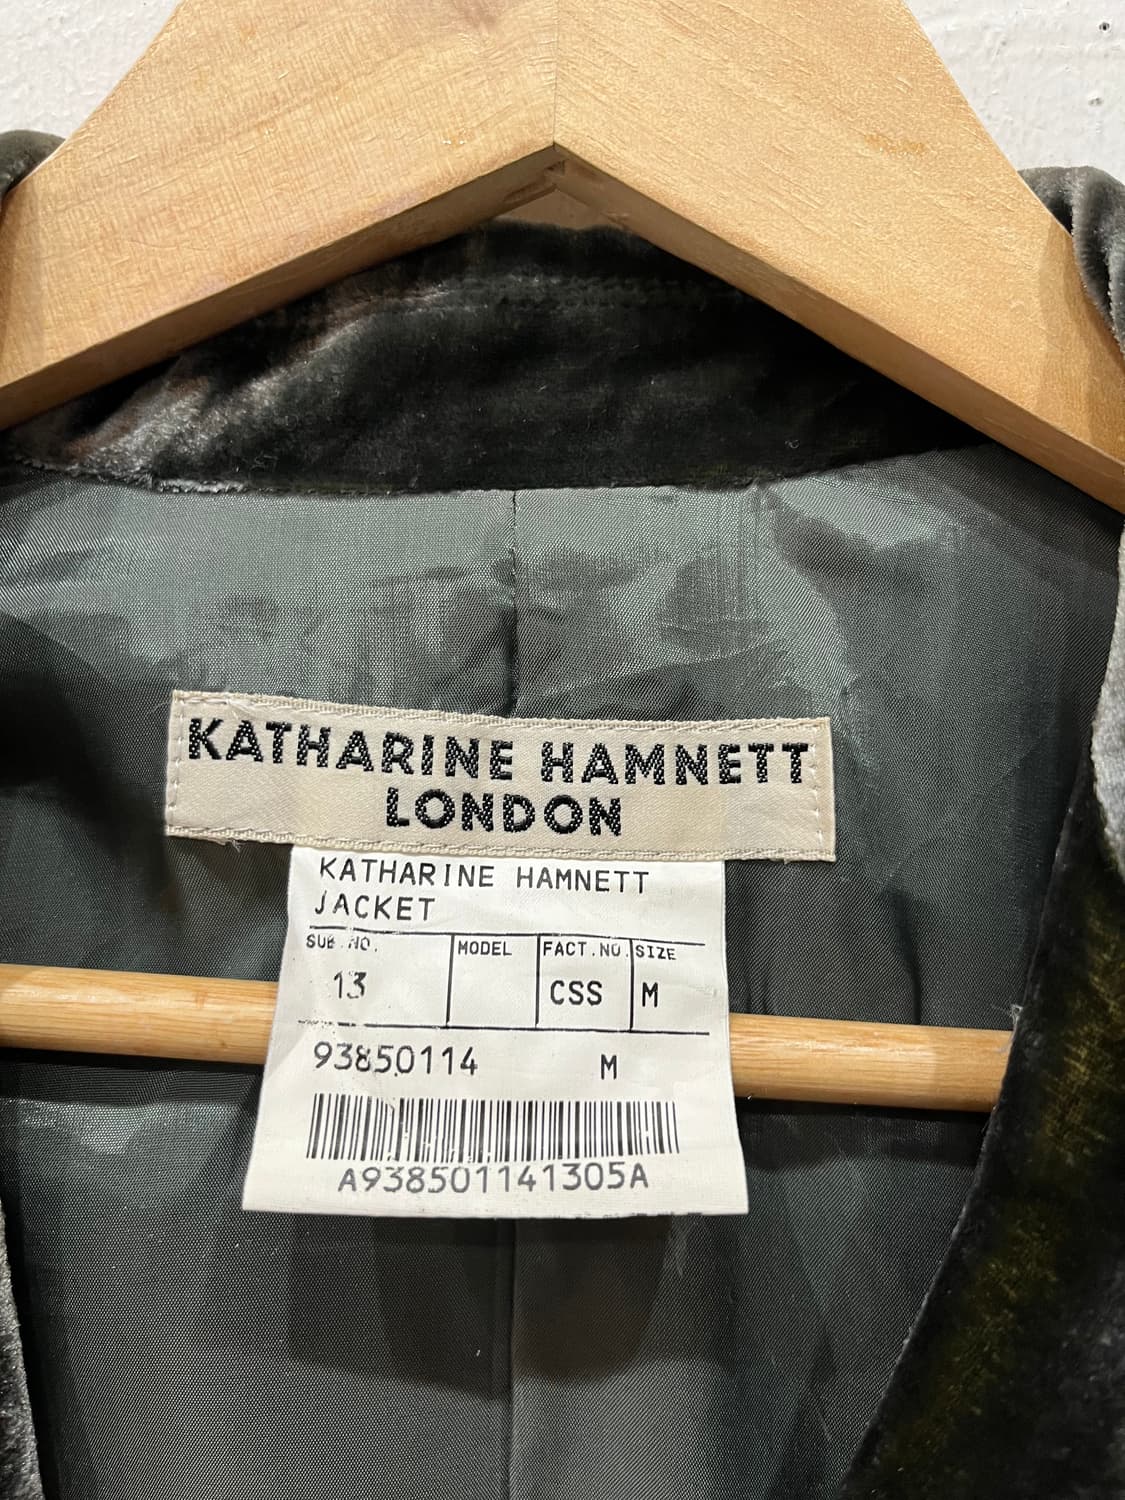 KATHARINE HAMNETT
LONDON
KATHARINE HAMNETT
JACKET
SUB.NO. MODEL FACT.NO. SIZE
13 CSS M
93850114 M
A938501141305A